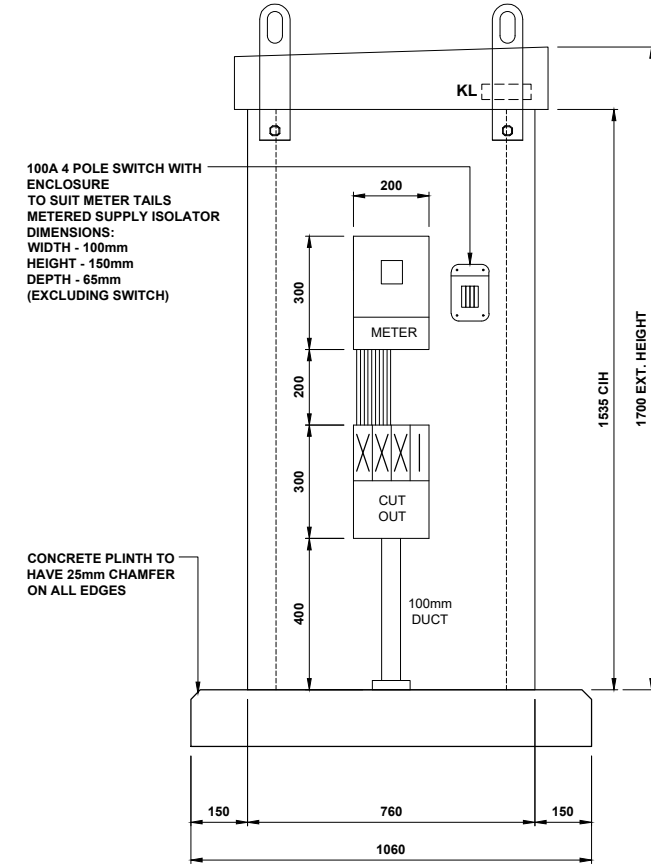 KL
100A 4 POLE SWITCH WITH
ENCLOSURE
TO SUIT METER TAILS
METERED SUPPLY ISOLATOR
DIMENSIONS:
WIDTH - 100mm
HEIGHT - 150mm
DEPTH - 65mm
(EXCLUDING SWITCH)
200
300
METER
200
1535 CIH
1700 EXT. HEIGHT
300
CUT
OUT
CONCRETE PLINTH TO
HAVE 25mm CHAMFER
ON ALL EDGES
400
100mm
DUCT
150
760
150
1060